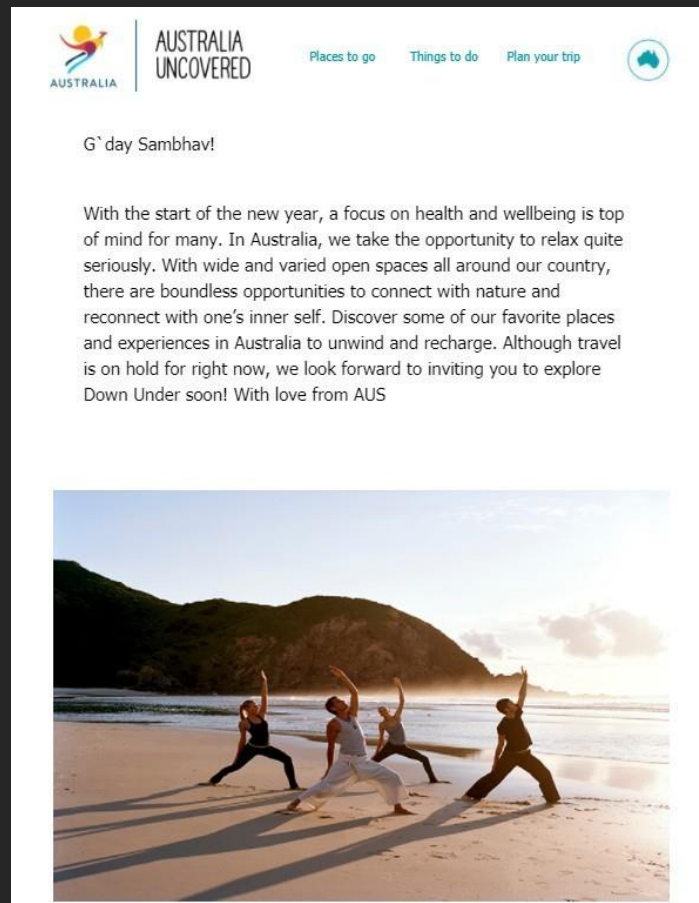 AUSTRALIA
AUSTRALIA
UNCOVERED
Places to go
Things to do
Plan your trip
G`day Sambhav!
With the start of the new year, a focus on health and wellbeing is top
of mind for many. In Australia, we take the opportunity to relax quite
seriously. With wide and varied open spaces all around our country,
there are boundless opportunities to connect with nature and
reconnect with one’s inner self. Discover some of our favorite places
and experiences in Australia to unwind and recharge. Although travel
is on hold for right now, we look forward to inviting you to explore
Down Under soon! With love from AUS